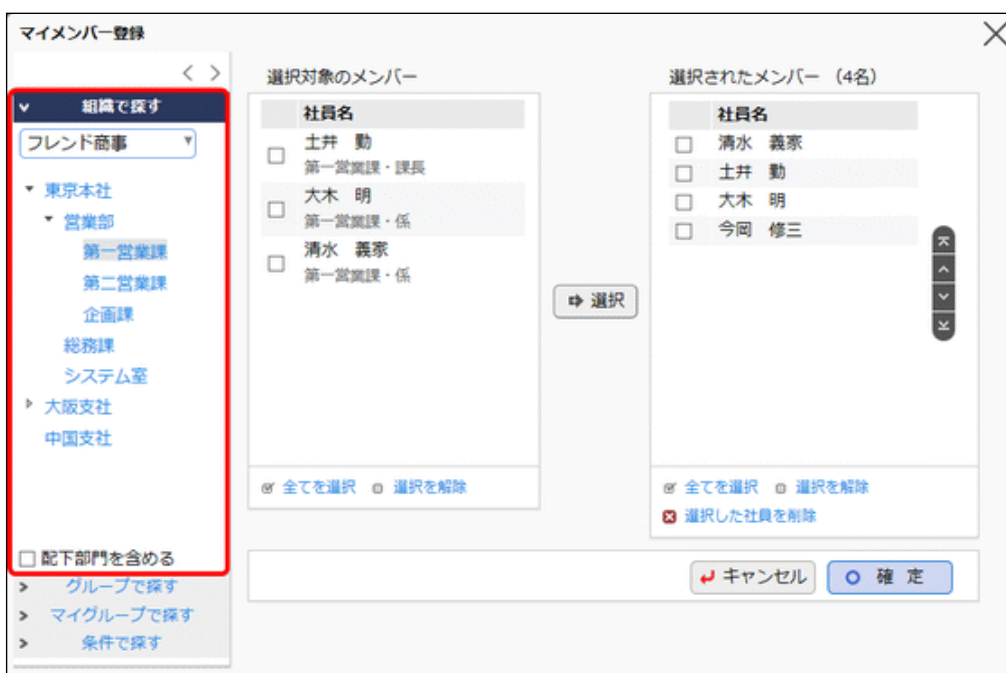 マイメンバー登録
組織で探す
フレンド商事
東京本社
営業部
第一営業課
第二営業課
企画課
総務課
システム室
大阪支社
中国支社
配下部門を含める
グループで探す
マイグループで探す
条件で探す
選択対象のメンバー
社員名
土井 勤
第一営業課・課長
大木 明
第一営業課・係
清水 義家
第一営業課・係
全てを選択 選択を解除
選択
選択されたメンバー （4名）
社員名
清水 義家
土井 勤
大木 明
今岡 修三
全てを選択 選択を解除
選択した社員を削除
キャンセル
確 定